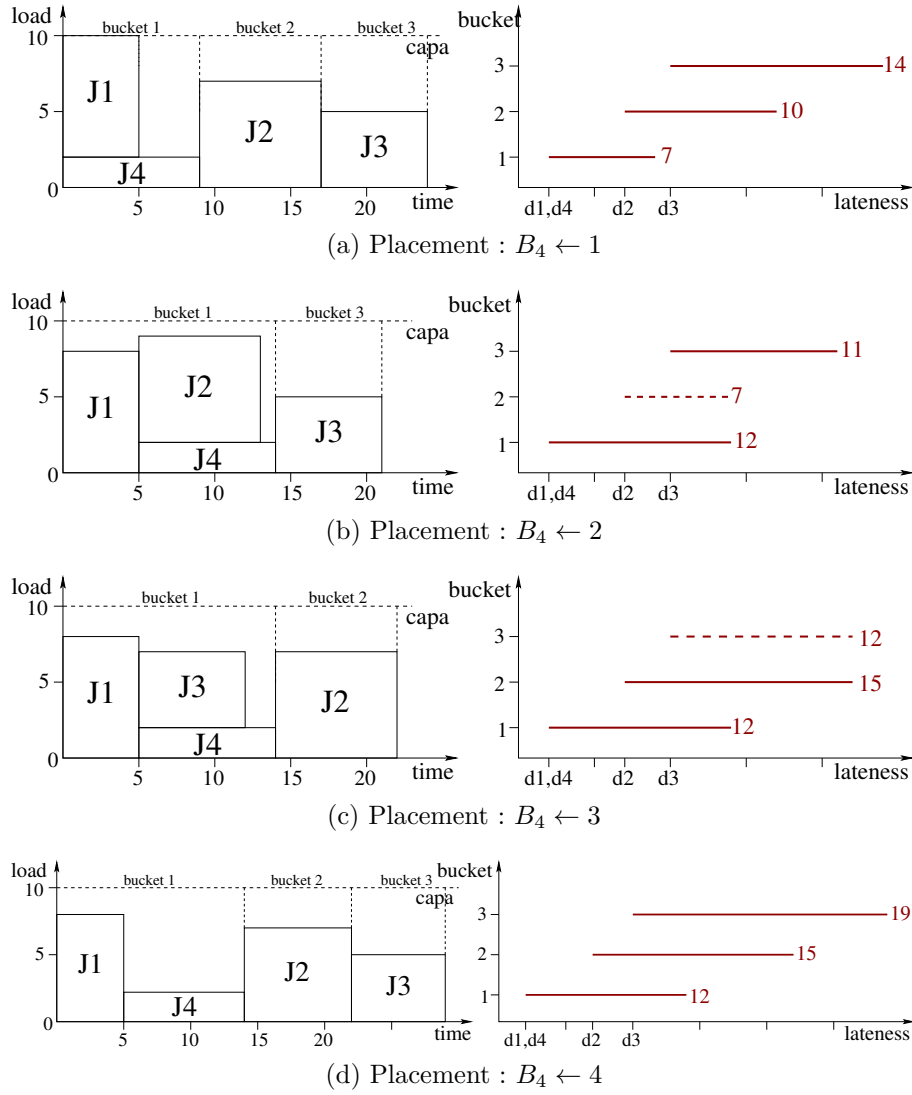 load
bucket 1 bucket 2 bucket 3
10
capa
J1
5
J2
J3
J4
0
5 10 15 20 time
bucket
3 14
2 10
1 7
d1,d4 d2 d3 lateness
(a) Placement : B₄ ← 1
load
bucket 1 bucket 3
10
capa
J1
J2
5
J3
J4
0
5 10 15 20 time
bucket
3 11
2 7
1 12
d1,d4 d2 d3 lateness
(b) Placement : B₄ ← 2
load
bucket 1 bucket 2
10
capa
J1
J3
5
J2
J4
0
5 10 15 20 time
bucket
3 12
2 15
1 12
d1,d4 d2 d3 lateness
(c) Placement : B₄ ← 3
load
bucket 1 bucket 2 bucket 3
10
capa
J1
5
J2
J3
J4
0
5 10 15 20 time
bucket
3 19
2 15
1 12
d1,d4 d2 d3 lateness
(d) Placement : B₄ ← 4